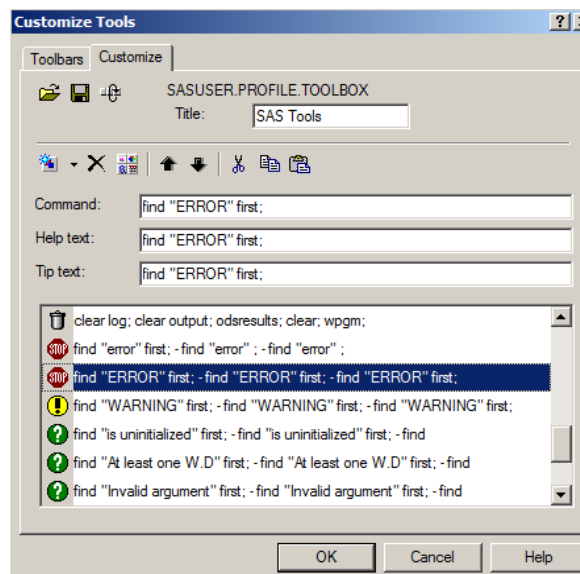 Customize Tools
Toolbars Customize
SASUSER.PROFILE.TOOLBOX
Title: SAS Tools
Command: find "ERROR" first;
Help text: find "ERROR" first;
Tip text: find "ERROR" first;
clear log; clear output; odsresults; clear; wpgm;
STOP find "error" first; - find "error" ; - find "error" ;
STOP find "ERROR" first; - find "ERROR" first; - find "ERROR" first;
find "WARNING" first; - find "WARNING" first; - find "WARNING" first;
find "is uninitialized" first; - find "is uninitialized" first; - find
find "At least one W.D" first; - find "At least one W.D" first; - find
find "Invalid argument" first; - find "Invalid argument" first; - find
OK Cancel Help